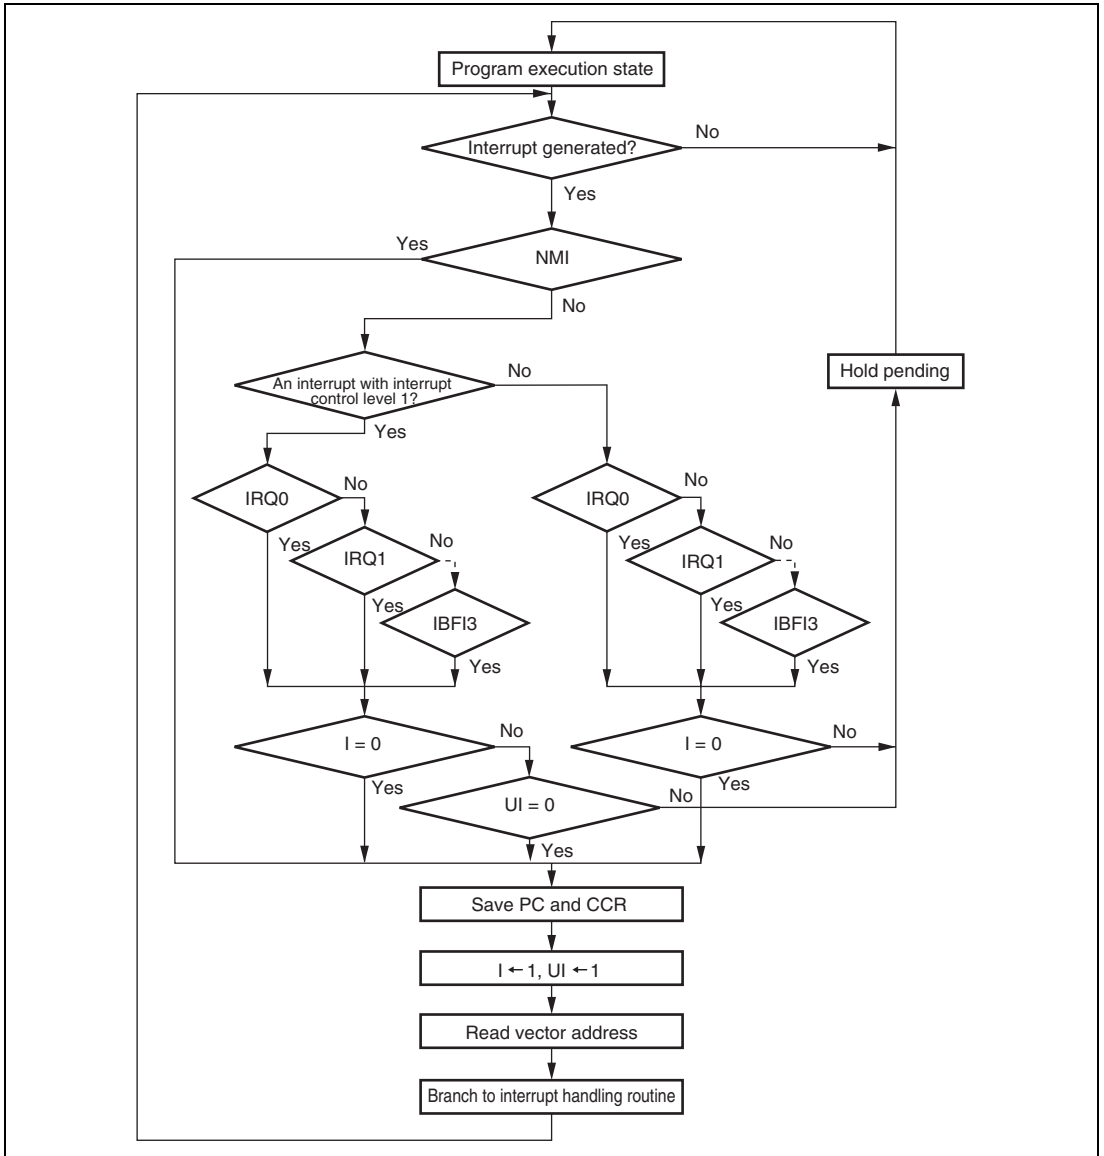 Program execution state
Interrupt generated?
No
Yes
NMI
Yes
No
An interrupt with interrupt
control level 1?
No
Yes
Hold pending
IRQ0
No
Yes
IRQ1
No
Yes
IBFI3
Yes
IRQ0
No
Yes
IRQ1
No
Yes
IBFI3
Yes
I = 0
No
Yes
UI = 0
No
Yes
I = 0
No
Yes
Save PC and CCR
I ← 1, UI ← 1
Read vector address
Branch to interrupt handling routine